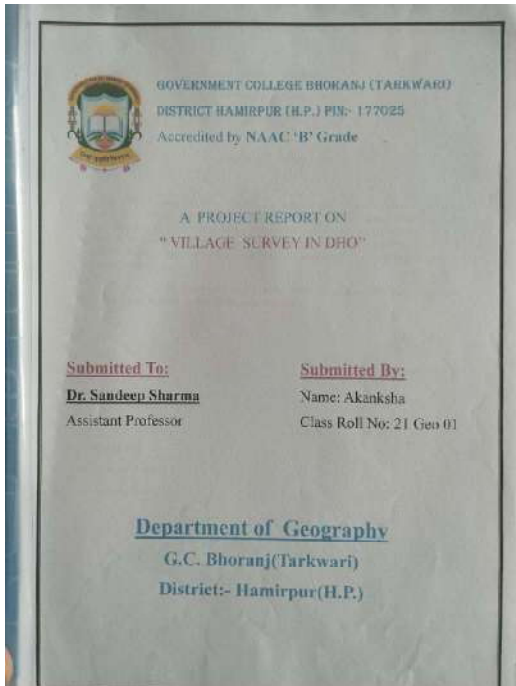 GOVERNMENT COLLEGE BHORANJ (TARKWARI)
DISTRICT HAMIRPUR (H.P.) PIN:- 177025
Accredited by NAAC ‘B’ Grade
A PROJECT REPORT ON
“ VILLAGE SURVEY IN DHO”
Submitted To:
Dr. Sandeep Sharma
Assistant Professor
Submitted By:
Name: Akanksha
Class Roll No: 21 Geo 01
Department of Geography
G.C. Bhoranj(Tarkwari)
District:- Hamirpur(H.P.)